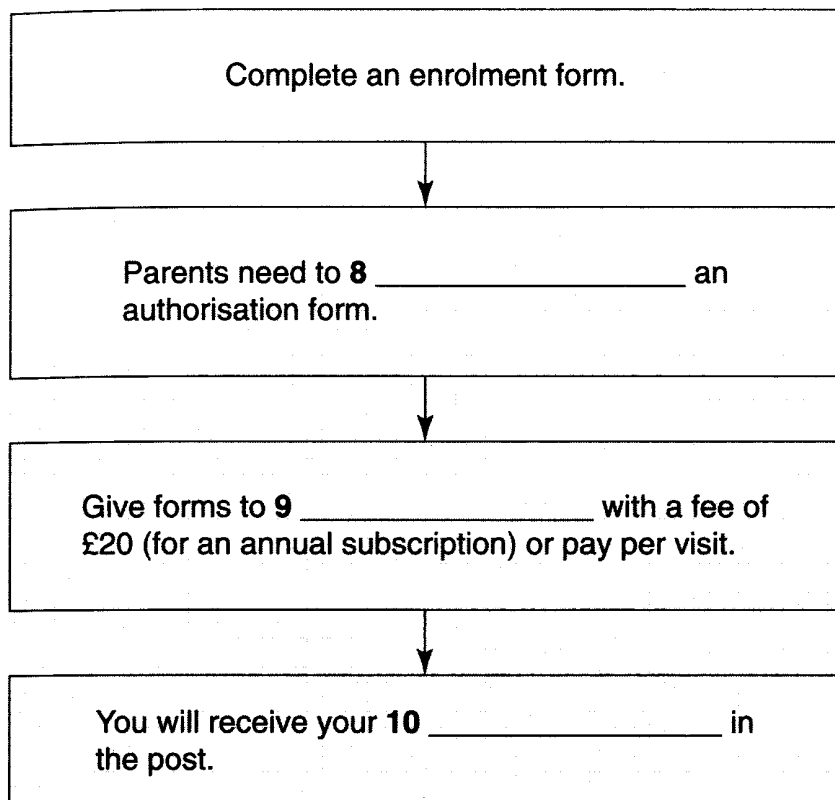 Complete an enrolment form.
Parents need to 8 ____________________ an
authorisation form.
Give forms to 9 ____________________ with a fee of
£20 (for an annual subscription) or pay per visit.
You will receive your 10 ____________________ in
the post.